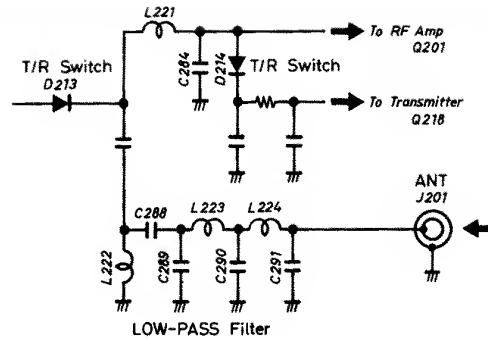 L221
To RF Amp
Q201
T/R Switch
D213
C284
D214
T/R Switch
To Transmitter
Q218
ANT
J201
C288
L223
L224
L222
C289
C290
C291
LOW-PASS Filter